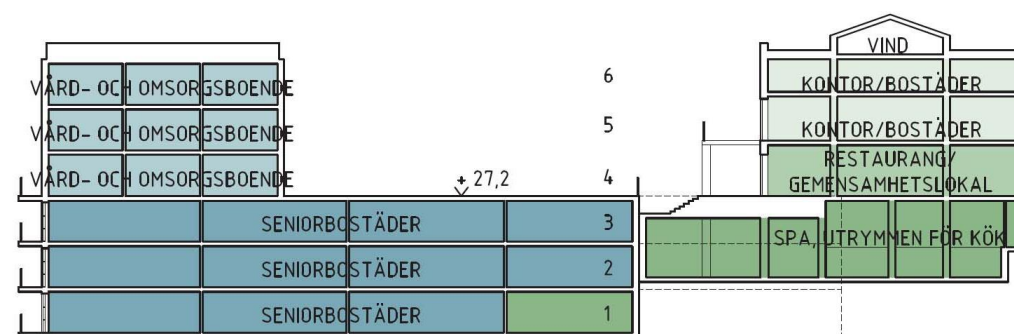 VIND
VÅRD- OCH OMSORGSBOENDE 6 KONTOR/BOSTÄDER
VÅRD- OCH OMSORGSBOENDE 5 KONTOR/BOSTÄDER
RESTAURANG/
VÅRD- OCH OMSORGSBOENDE + 27,2 4 GEMENSAMHETSLOKAL
SENIORBOSTÄDER 3 SPA, UTRYMMEN FÖR KÖK
SENIORBOSTÄDER 2
SENIORBOSTÄDER 1